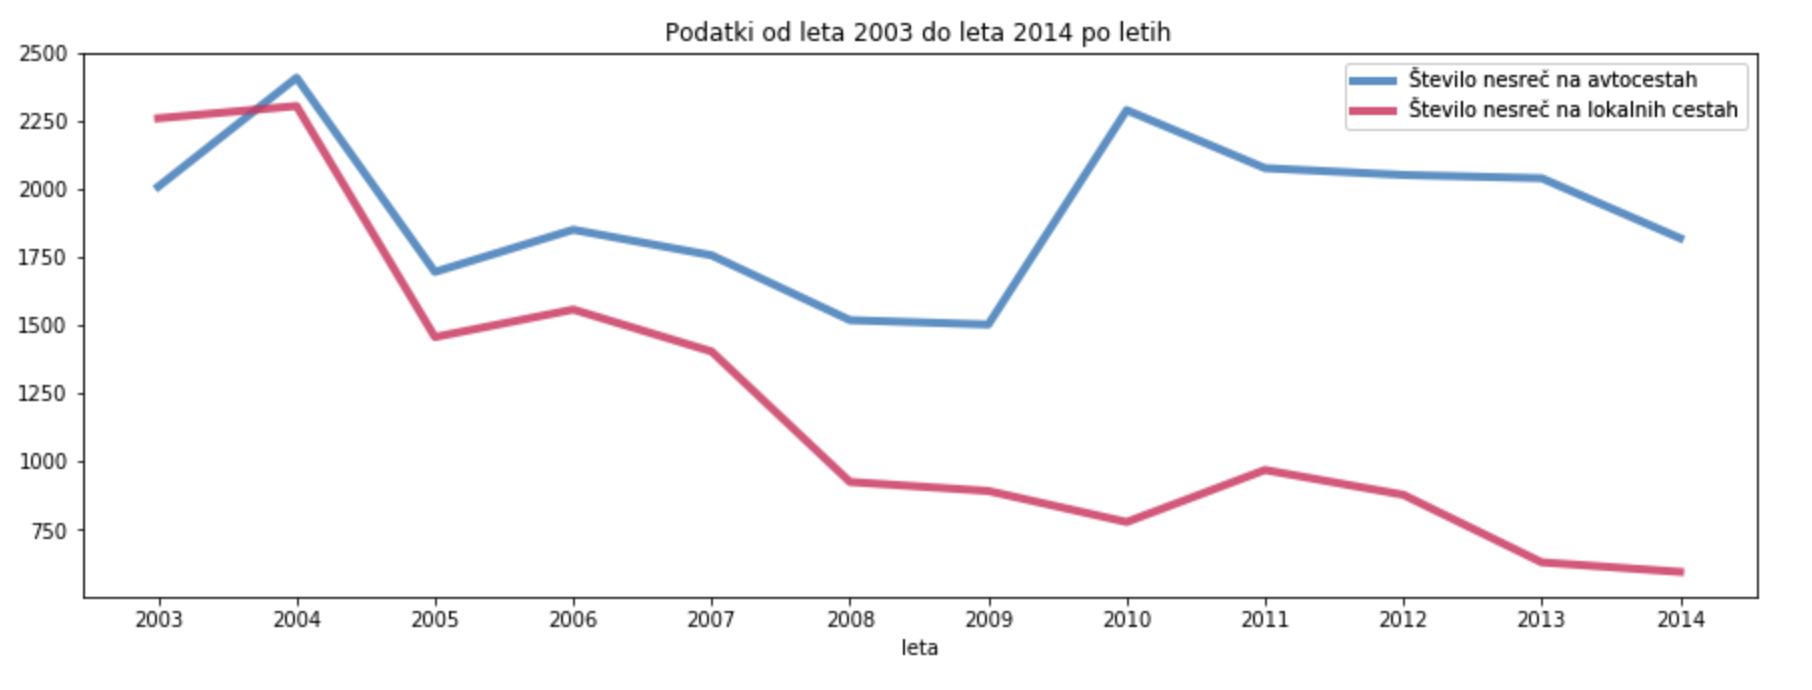 Podatki od leta 2003 do leta 2014 po letih
Število nesreč na avtocestah
Število nesreč na lokalnih cestah
2500
2250
2000
1750
1500
1250
1000
750
2003 2004 2005 2006 2007 2008 2009 2010 2011 2012 2013 2014
leta